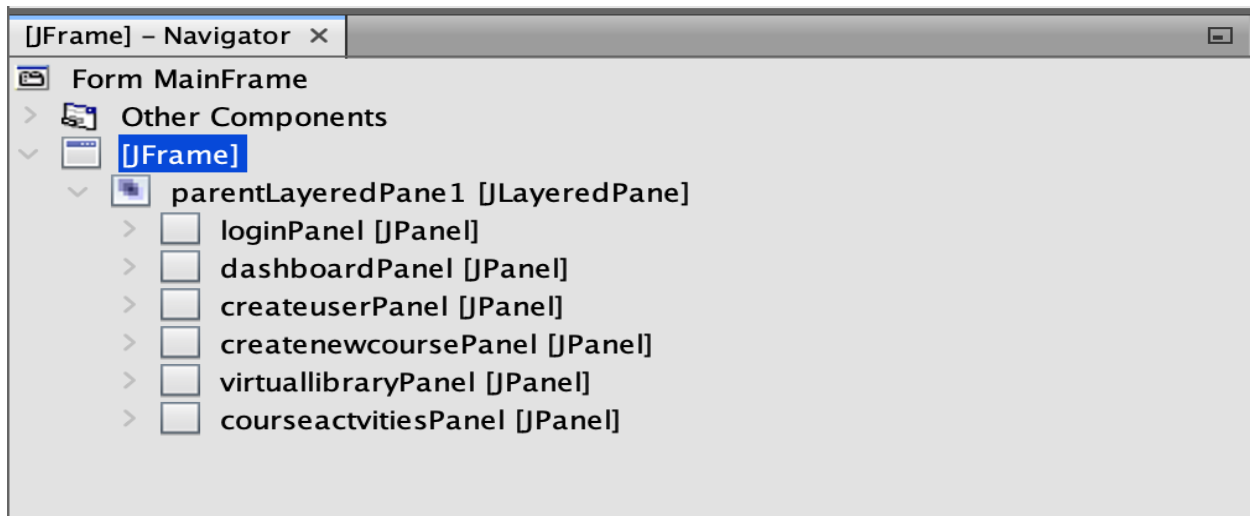 [JFrame] – Navigator ×
Form MainFrame
Other Components
[JFrame]
parentLayeredPane1 [JLayeredPane]
loginPanel [JPanel]
dashboardPanel [JPanel]
createuserPanel [JPanel]
createnewcoursePanel [JPanel]
virtuallibraryPanel [JPanel]
courseactvitiesPanel [JPanel]